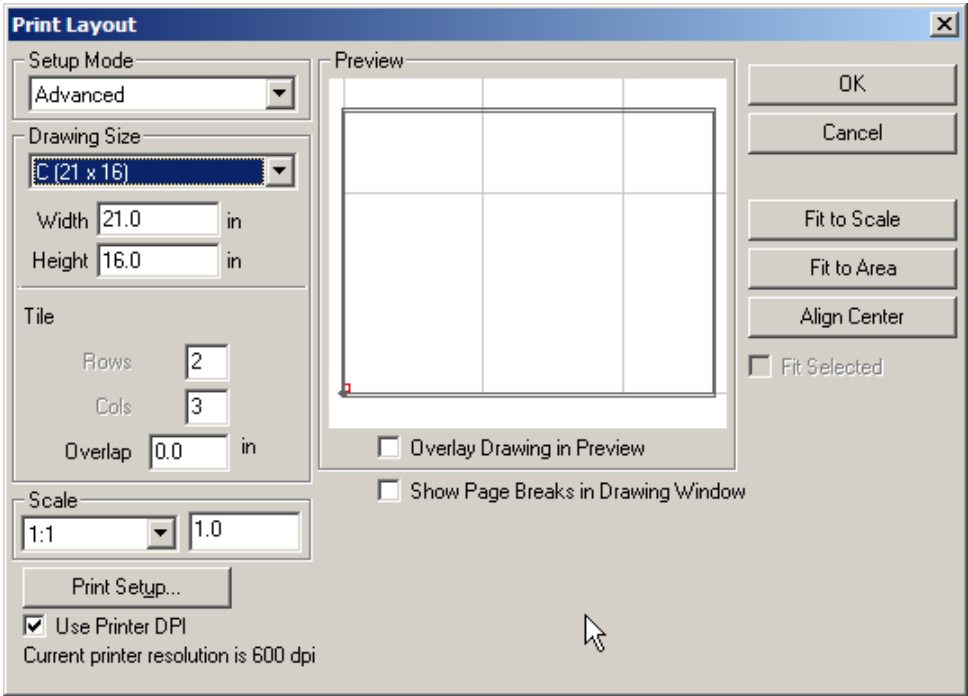 Print Layout
Setup Mode
Advanced
Drawing Size
C (21 x 16)
Width 21.0 in
Height 16.0 in
Tile
Rows 2
Cols 3
Overlap 0.0 in
Scale
1:1 1.0
Print Setup...
Use Printer DPI
Current printer resolution is 600 dpi
Preview
Overlay Drawing in Preview
Show Page Breaks in Drawing Window
OK
Cancel
Fit to Scale
Fit to Area
Align Center
Fit Selected